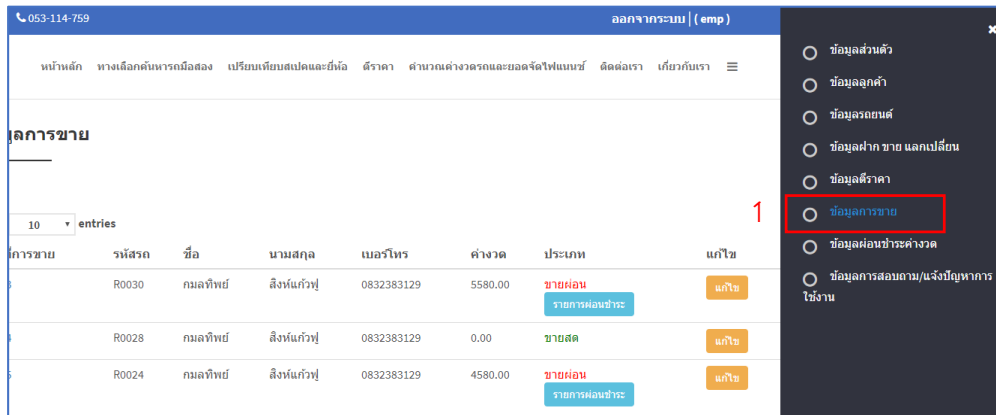 053-114-759
ออกจากระบบ | ( emp )
หน้าหลัก ทางเลือกค้นหารถมือสอง เปรียบเทียบสเปคและยี่ห้อ ตีราคา คำนวณค่างวดรถและยอดจัดไฟแนนซ์ ติดต่อเรา เกี่ยวกับเรา
มูลการขาย
10 entries
การขาย รหัสรถ ชื่อ นามสกุล เบอร์โทร ค่างวด ประเภท แก้ไข
R0030 กมลทิพย์ สิงห์แก้วฟู 0832383129 5580.00 ขายผ่อน แก้ไข
รายการผ่อนชำระ
R0028 กมลทิพย์ สิงห์แก้วฟู 0832383129 0.00 ขายสด แก้ไข
R0024 กมลทิพย์ สิงห์แก้วฟู 0832383129 4580.00 ขายผ่อน แก้ไข
รายการผ่อนชำระ
×
ข้อมูลส่วนตัว
ข้อมูลลูกค้า
ข้อมูลรถยนต์
ข้อมูลฝาก ขาย แลกเปลี่ยน
ข้อมูลตีราคา
1 ข้อมูลการขาย
ข้อมูลผ่อนชำระค่างวด
ข้อมูลการสอบถาม/แจ้งปัญหาการ
ใช้งาน